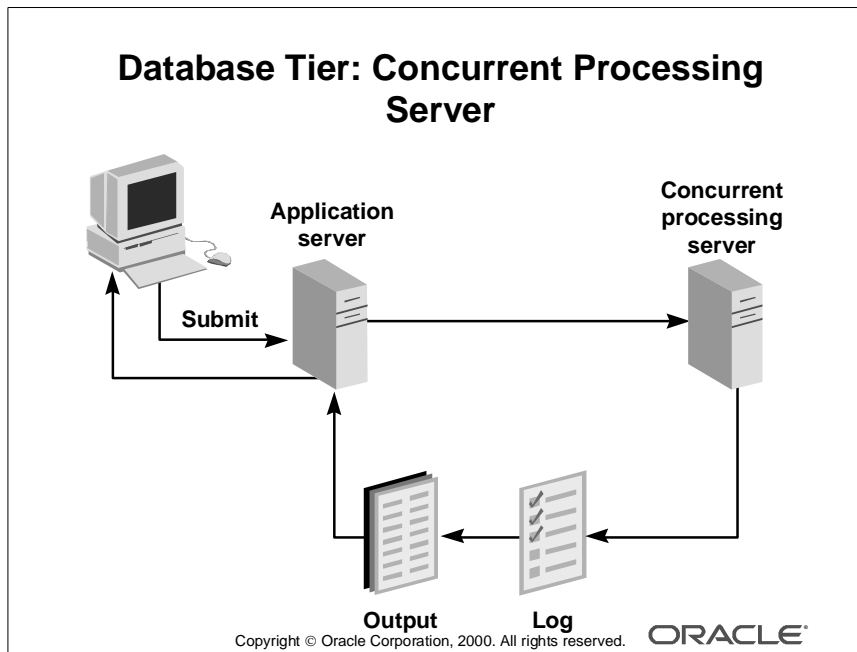 Database Tier: Concurrent Processing
Server
Application
server
Concurrent
processing
server
Submit
Output
Log
Copyright © Oracle Corporation, 2000. All rights reserved.
ORACLE®